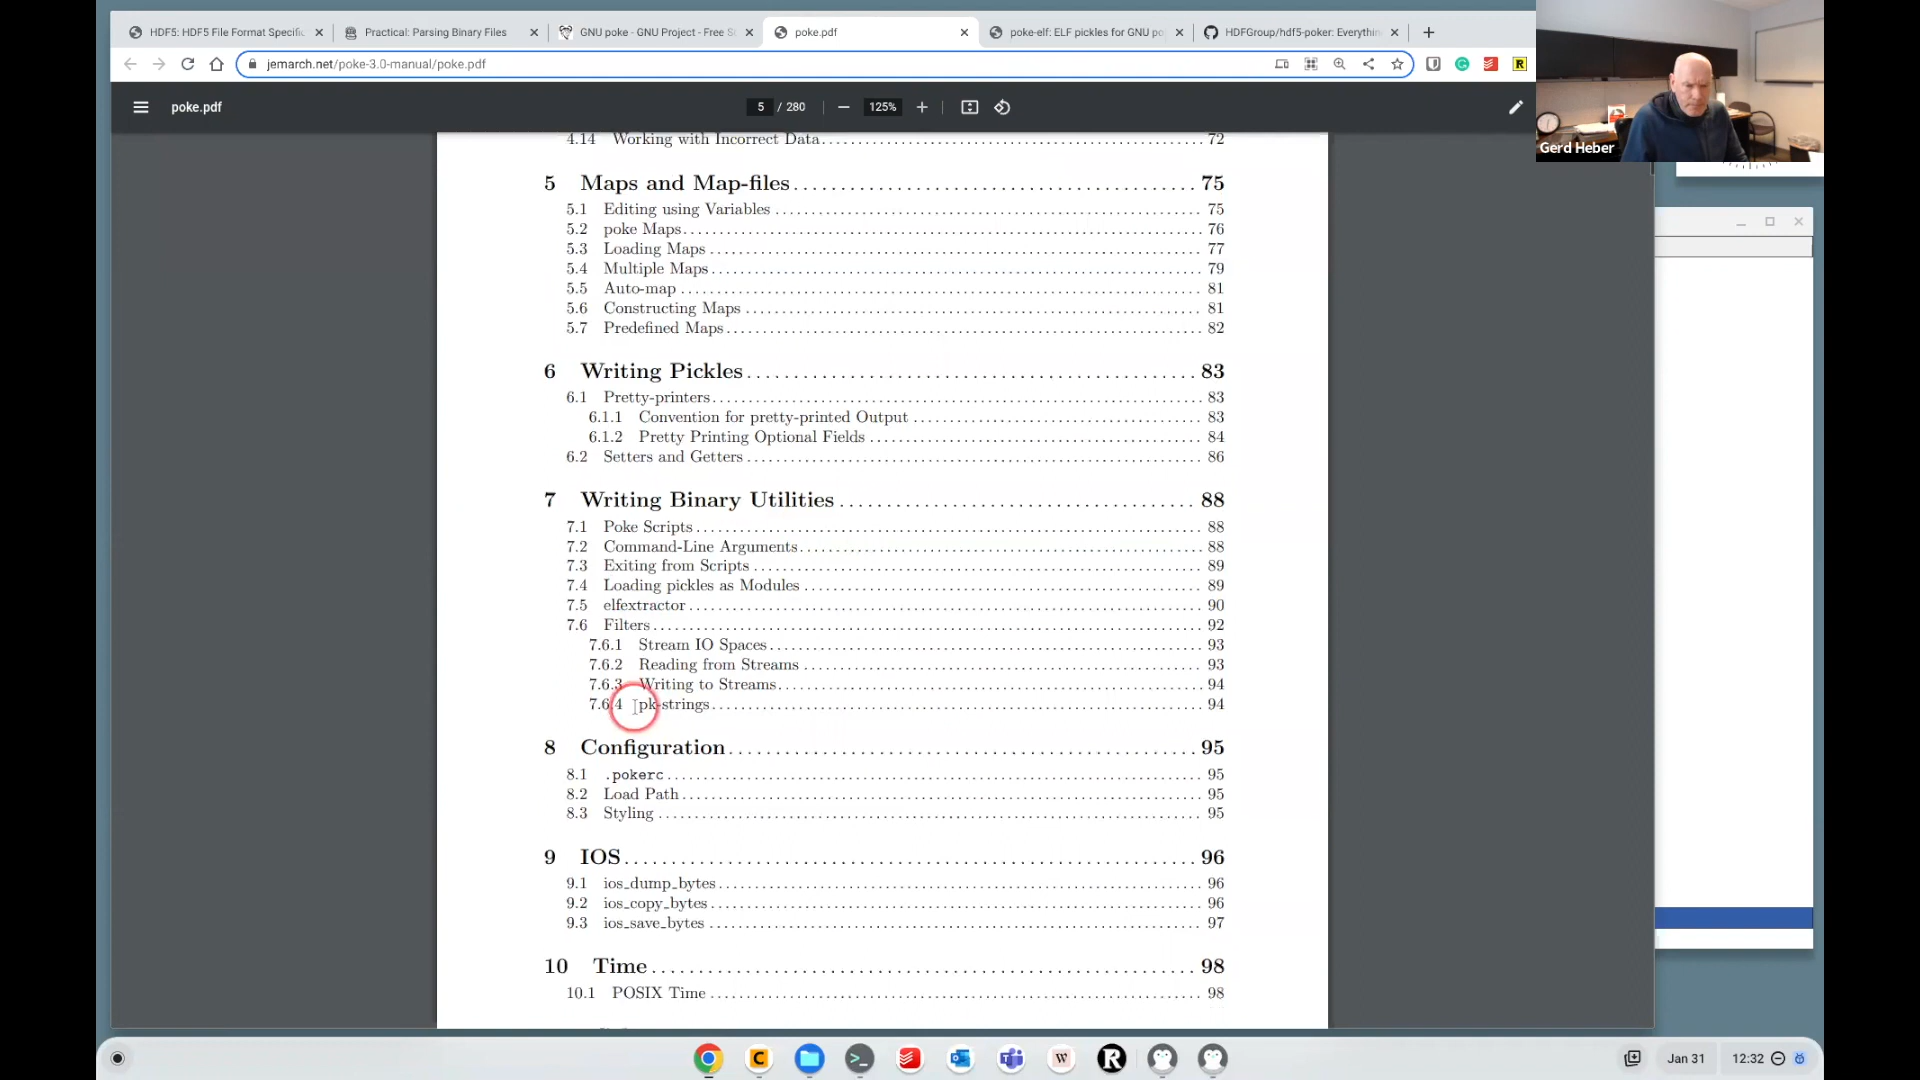 HDF5: HDF5 File Format Specific
Practical: Parsing Binary Files
GNU poke - GNU Project - Free S
poke.pdf
poke-elf: ELF pickles for GNU po
HDFGroup/hdf5-poker: Everythin
jemarch.net/poke-3.0-manual/poke.pdf
poke.pdf
5 / 280
125%
Gerd Heber
4.14 Working with Incorrect Data 72
5 Maps and Map-files 75
5.1 Editing using Variables 75
5.2 poke Maps 76
5.3 Loading Maps 77
5.4 Multiple Maps 79
5.5 Auto-map 81
5.6 Constructing Maps 81
5.7 Predefined Maps 82
6 Writing Pickles 83
6.1 Pretty-printers 83
6.1.1 Convention for pretty-printed Output 83
6.1.2 Pretty Printing Optional Fields 84
6.2 Setters and Getters 86
7 Writing Binary Utilities 88
7.1 Poke Scripts 88
7.2 Command-Line Arguments 88
7.3 Exiting from Scripts 89
7.4 Loading pickles as Modules 89
7.5 elfextractor 90
7.6 Filters 92
7.6.1 Stream IO Spaces 93
7.6.2 Reading from Streams 93
7.6.3 Writing to Streams 94
7.6.4 pk-strings 94
8 Configuration 95
8.1 .pokerc 95
8.2 Load Path 95
8.3 Styling 95
9 IOS 96
9.1 ios_dump_bytes 96
9.2 ios_copy_bytes 96
9.3 ios_save_bytes 97
10 Time 98
10.1 POSIX Time 98
Jan 31
12:32